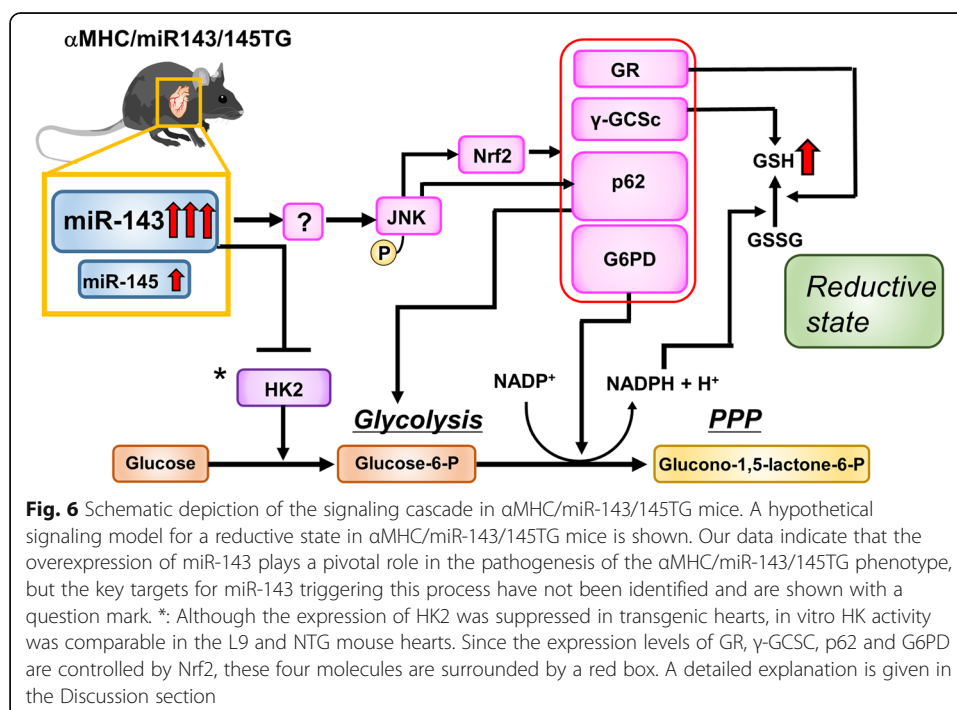 αMHC/miR143/145TG
GR
γ-GCSc
Nrf2
GSH
p62
miR-143
?
JNK
P
GSSG
miR-145
G6PD
Reductive
state
*
HK2
NADP⁺
NADPH + H⁺
Glycolysis
PPP
Glucose
Glucose-6-P
Glucono-1,5-lactone-6-P
Fig. 6 Schematic depiction of the signaling cascade in αMHC/miR-143/145TG mice. A hypothetical
signaling model for a reductive state in αMHC/miR-143/145TG mice is shown. Our data indicate that the
overexpression of miR-143 plays a pivotal role in the pathogenesis of the αMHC/miR-143/145TG phenotype,
but the key targets for miR-143 triggering this process have not been identified and are shown with a
question mark. *: Although the expression of HK2 was suppressed in transgenic hearts, in vitro HK activity
was comparable in the L9 and NTG mouse hearts. Since the expression levels of GR, γ-GCSC, p62 and G6PD
are controlled by Nrf2, these four molecules are surrounded by a red box. A detailed explanation is given in
the Discussion section